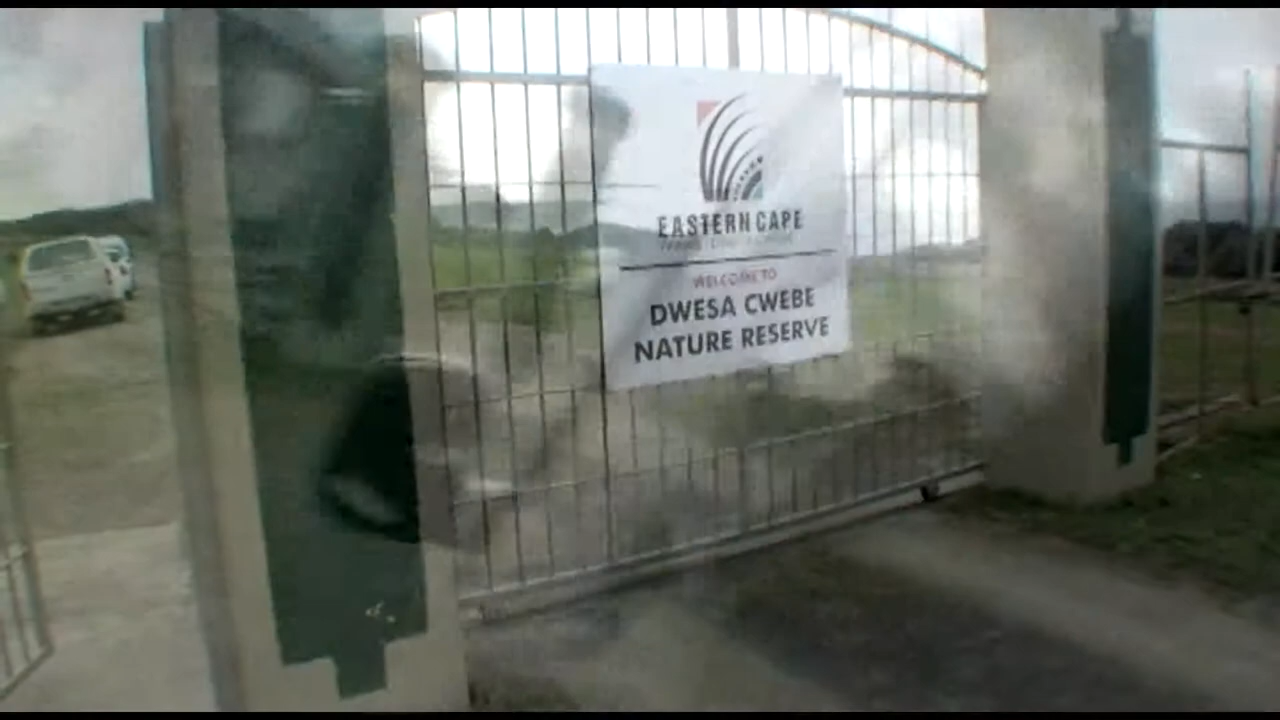 EASTERN CAPE
WELCOME TO
DWESA CWEBE
NATURE RESERVE